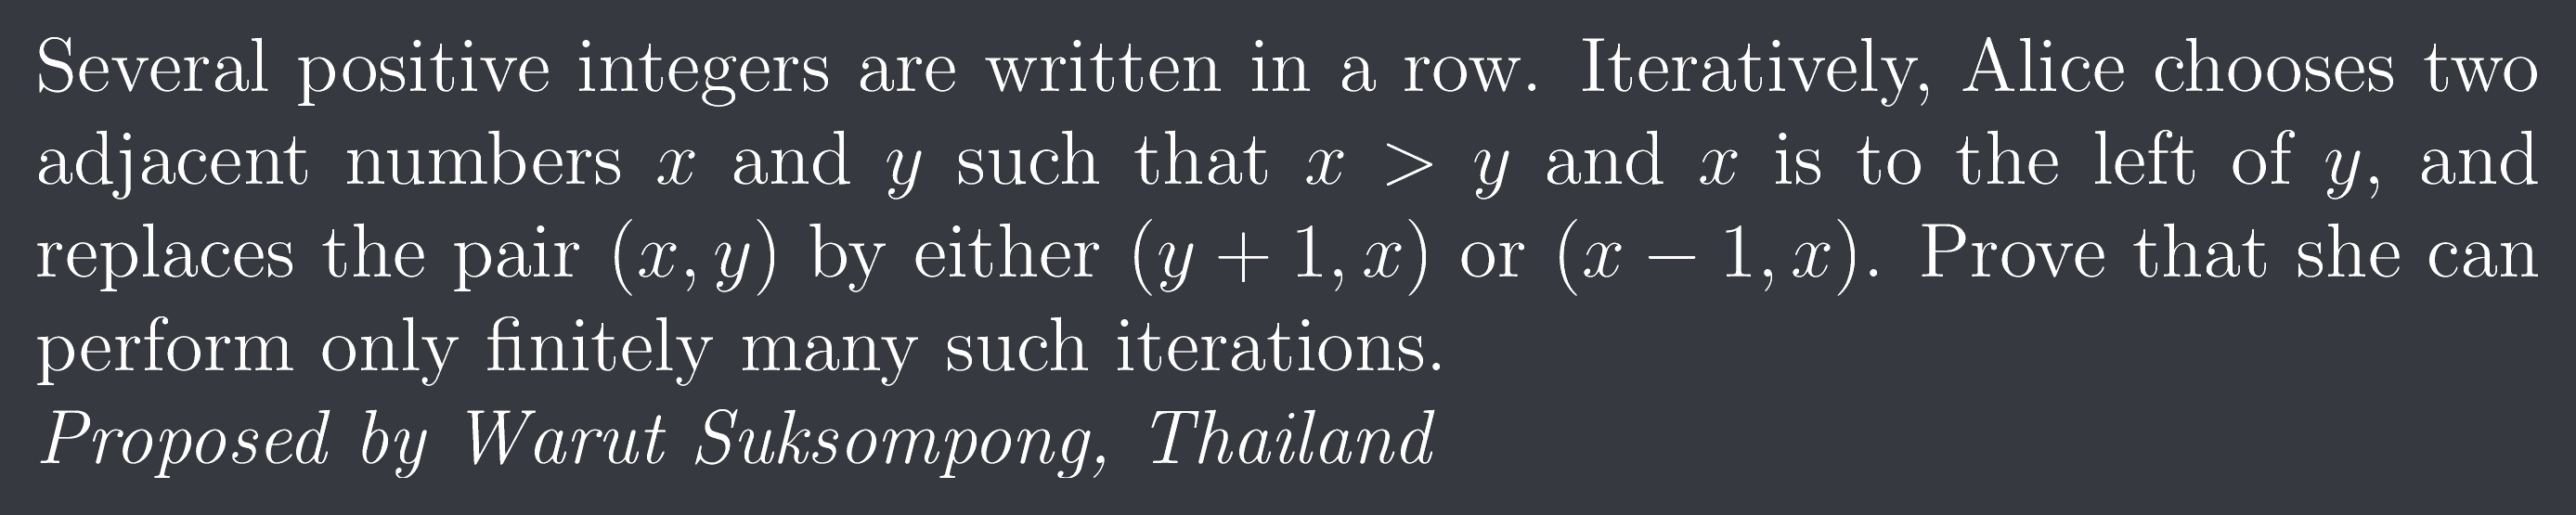 Several positive integers are written in a row. Iteratively, Alice chooses two
adjacent numbers x and y such that x > y and x is to the left of y, and
replaces the pair (x, y) by either (y + 1, x) or (x − 1, x). Prove that she can
perform only finitely many such iterations.
Proposed by Warut Suksompong, Thailand